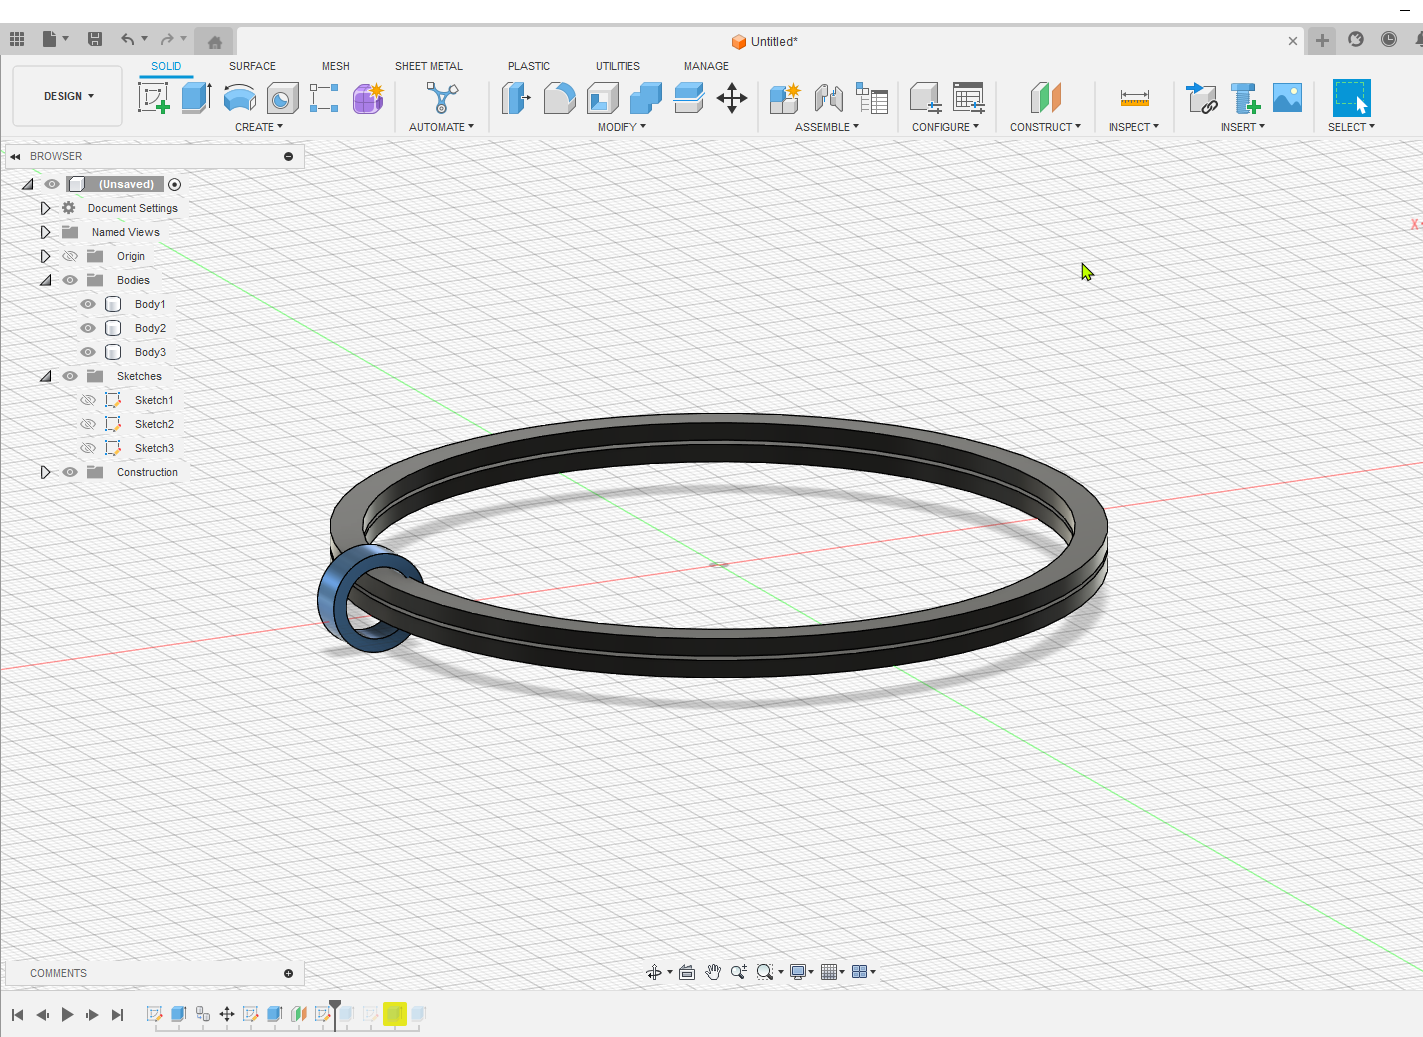 Untitled*
SOLID SURFACE MESH SHEET METAL PLASTIC UTILITIES MANAGE
DESIGN
CREATE AUTOMATE MODIFY ASSEMBLE CONFIGURE CONSTRUCT INSPECT INSERT SELECT
BROWSER
(Unsaved)
Document Settings
Named Views
X
Origin
Bodies
Body1
Body2
Body3
Sketches
Sketch1
Sketch2
Sketch3
Construction
COMMENTS